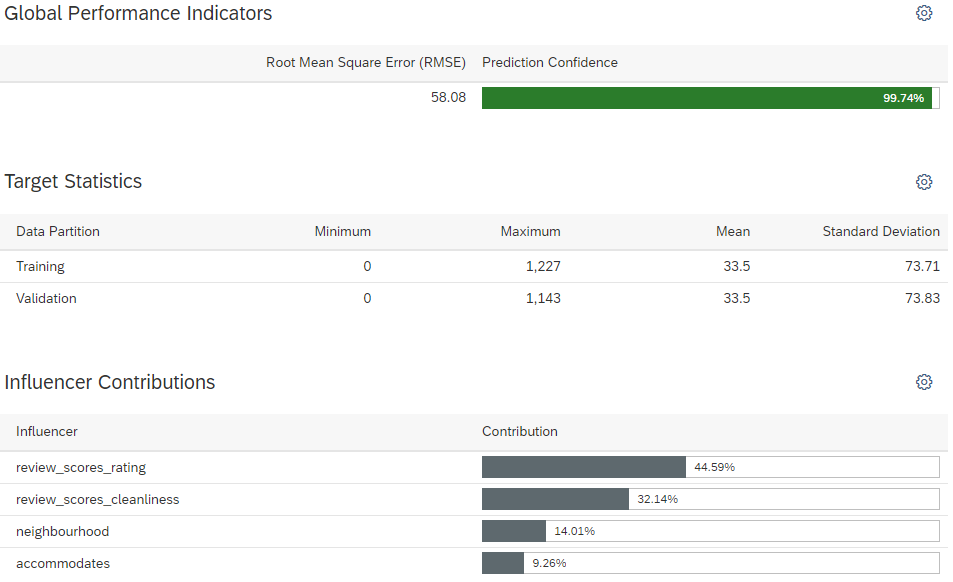 Global Performance Indicators
Root Mean Square Error (RMSE) Prediction Confidence
58.08 99.74%
Target Statistics
Data Partition Minimum Maximum Mean Standard Deviation
Training 0 1,227 33.5 73.71
Validation 0 1,143 33.5 73.83
Influencer Contributions
Influencer Contribution
review_scores_rating 44.59%
review_scores_cleanliness 32.14%
neighbourhood 14.01%
accommodates 9.26%